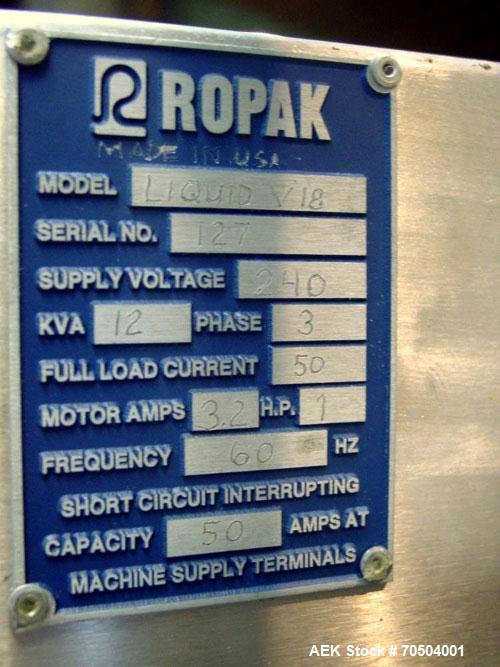 ROPAK
MADE IN USA
MODEL LIQUID V18
SERIAL NO. 127
SUPPLY VOLTAGE 240
KVA 12 PHASE 3
FULL LOAD CURRENT 50
MOTOR AMPS 3.2 H.P. 1
FREQUENCY 60 HZ
SHORT CIRCUIT INTERRUPTING
CAPACITY 50 AMPS AT
MACHINE SUPPLY TERMINALS
AEK Stock # 70504001